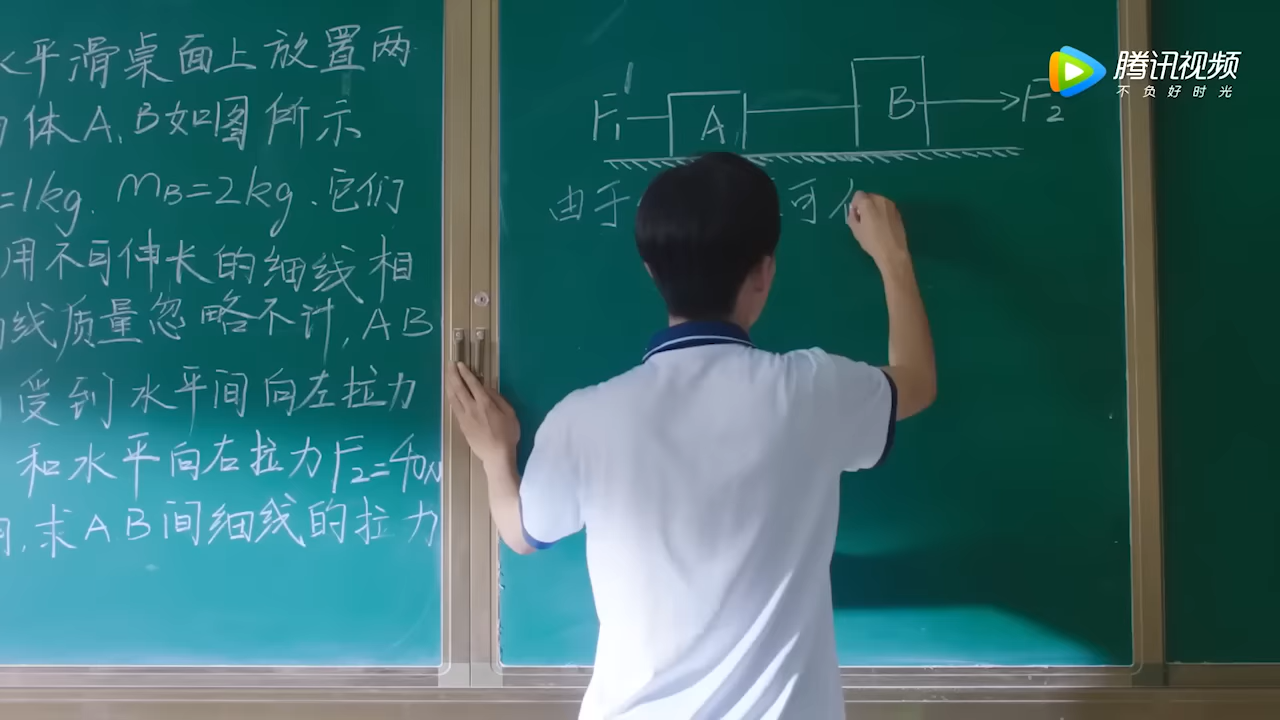 水平滑桌面上放置两
体A、B如图所示
=1kg、mB=2kg、它们
用不可伸长的细线相
线质量忽略不计,AB
受到水平间向左拉力
和水平向右拉力F2=40N
,求AB间细线的拉力
F1 A B F2
由于 可
腾讯视频
不负好时光